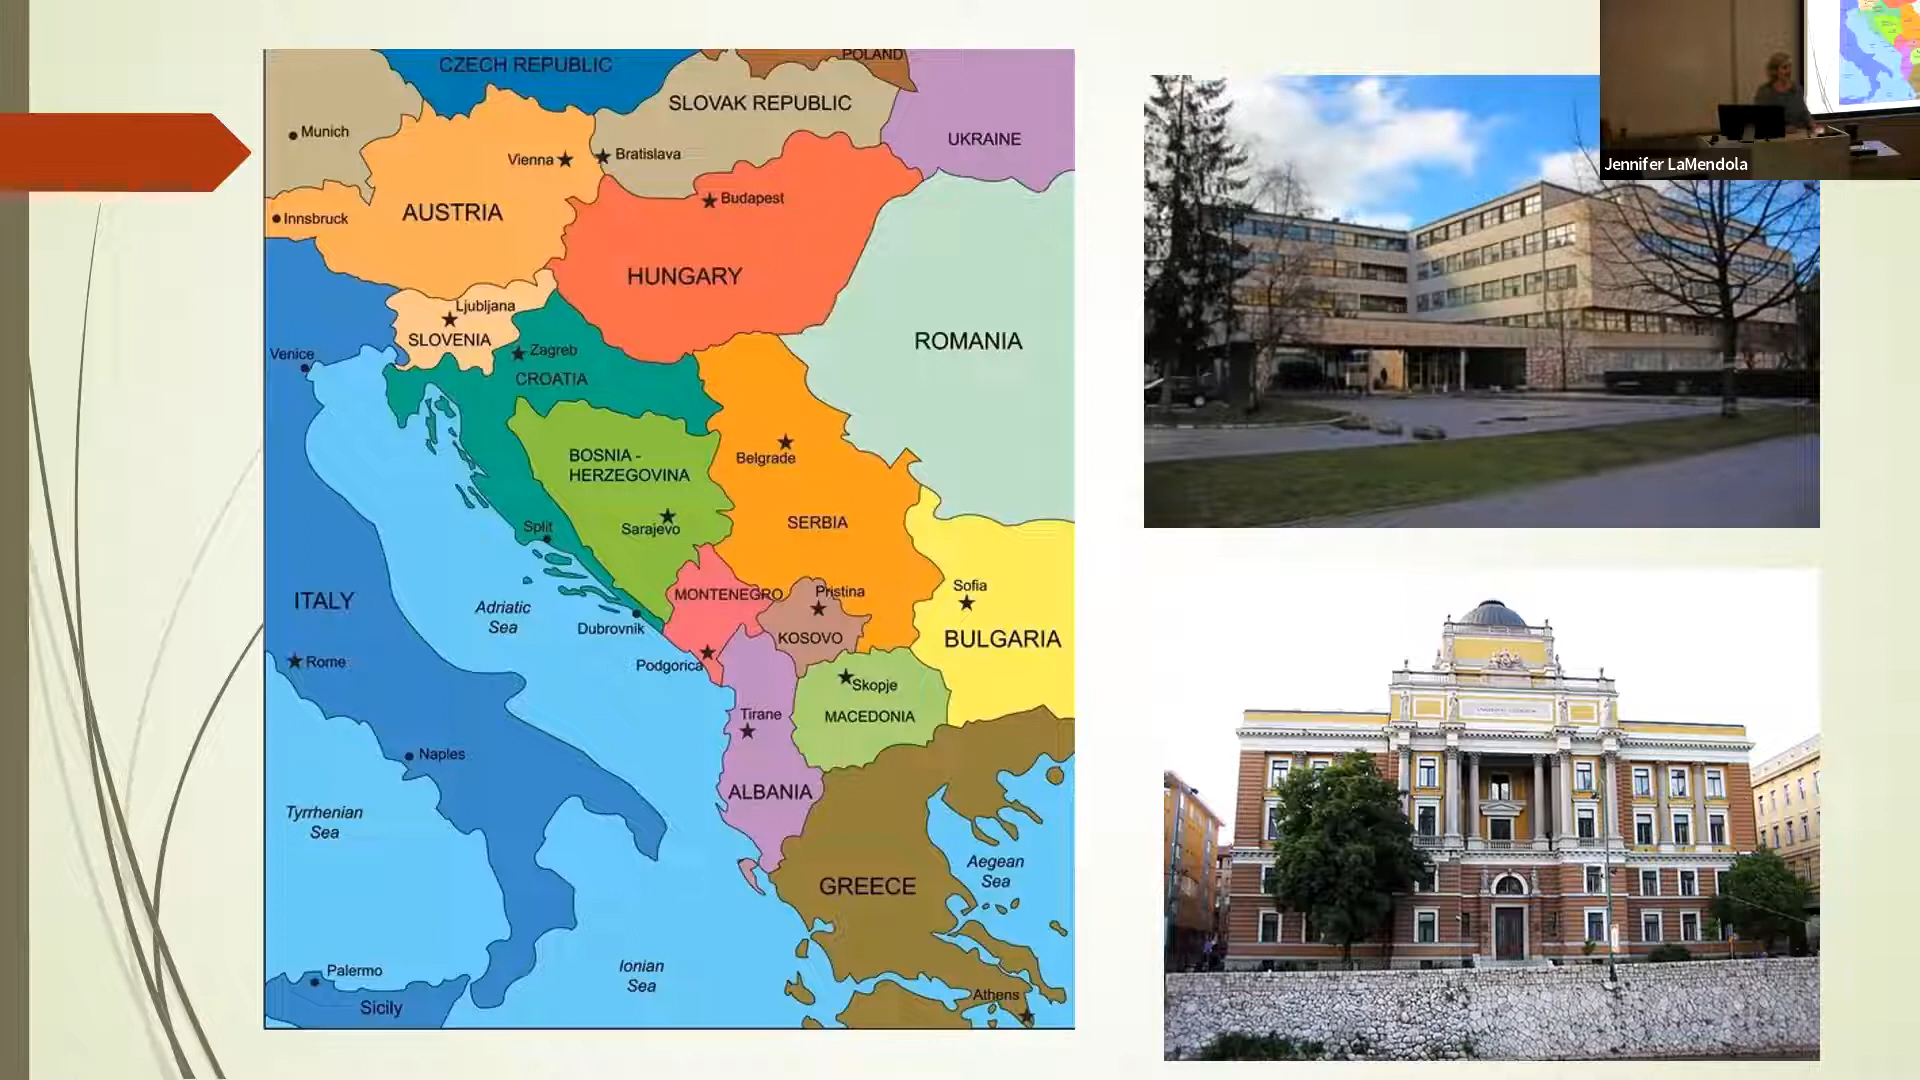 CZECH REPUBLIC
POLAND
SLOVAK REPUBLIC
Munich
UKRAINE
Vienna
Bratislava
Budapest
Innsbruck
AUSTRIA
HUNGARY
Ljubljana
SLOVENIA
ROMANIA
Venice
Zagreb
CROATIA
BOSNIA -
HERZEGOVINA
Belgrade
Split
Sarajevo
SERBIA
ITALY
Adriatic
Sea
MONTENEGRO
Pristina
Sofia
Dubrovnik
KOSOVO
BULGARIA
Rome
Podgorica
Skopje
Tirane
MACEDONIA
Naples
ALBANIA
Tyrrhenian
Sea
Aegean
Sea
GREECE
Palermo
Ionian
Sea
Athens
Sicily
Jennifer LaMendola